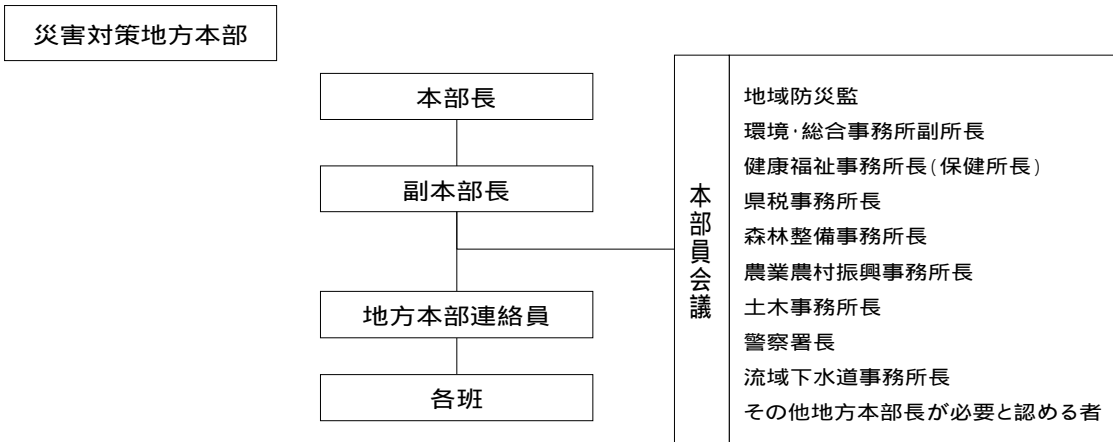 災害対策地方本部
本部長
副本部長
地方本部連絡員
各班
本部員会議
地域防災監
環境･総合事務所副所長
健康福祉事務所長(保健所長)
県税事務所長
森林整備事務所長
農業農村振興事務所長
土木事務所長
警察署長
流域下水道事務所長
その他地方本部長が必要と認める者